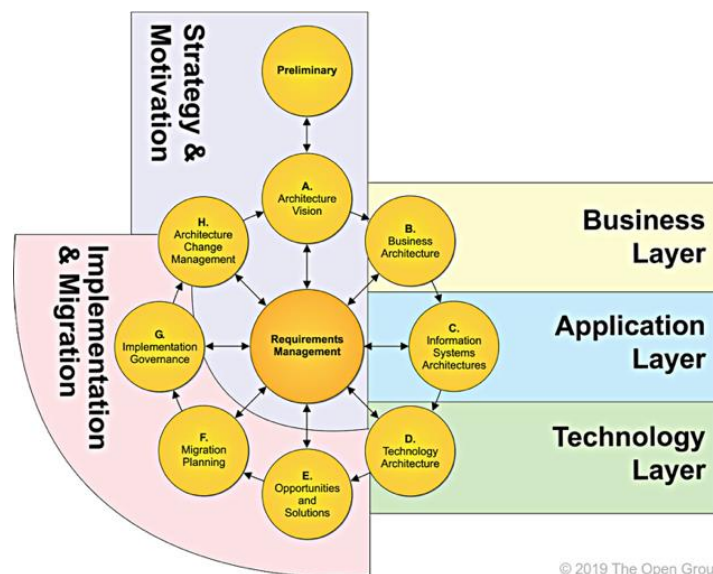 Strategy &
Motivation
Preliminary
A.
Architecture
Vision
H.
Architecture
Change
Management
B.
Business
Architecture
Business
Layer
Implementation
& Migration
G.
Implementation
Governance
Requirements
Management
C.
Information
Systems
Architectures
Application
Layer
F.
Migration
Planning
D.
Technology
Architecture
Technology
Layer
E.
Opportunities
and
Solutions
© 2019 The Open Grou